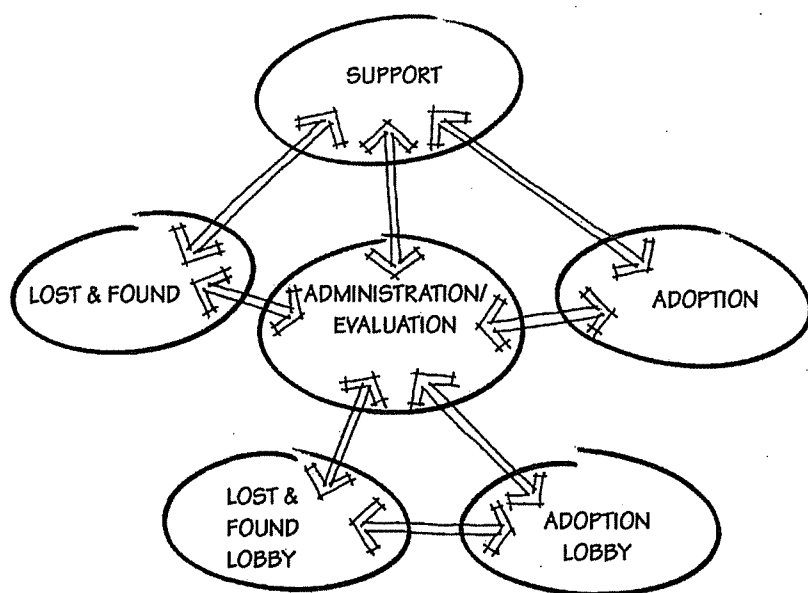 SUPPORT
LOST & FOUND
ADMINISTRATION/
EVALUATION
ADOPTION
LOST &
FOUND
LOBBY
ADOPTION
LOBBY